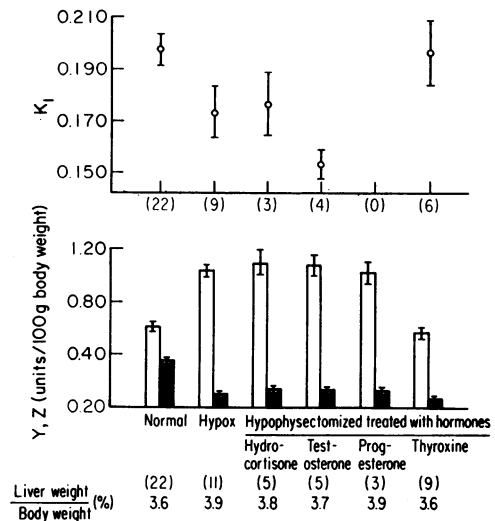 K₁
0.210
0.190
0.170
0.150
(22) (9) (3) (4) (0) (6)
Y, Z (units/100g body weight)
1.20
0.80
0.40
0.20
Normal Hypox Hypophysectomized treated with hormones
Hydro-cortisone Test-osterone Prog-esterone Thyroxine
(22) (11) (5) (5) (3) (9)
Liver weight
Body weight (%) 3.6 3.9 3.8 3.7 3.9 3.6